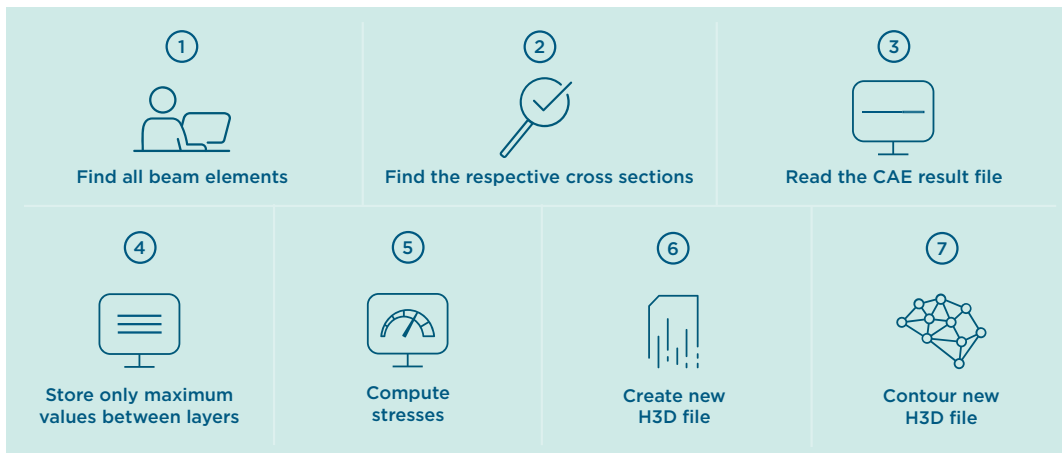 1
2
3
Find all beam elements
Find the respective cross sections
Read the CAE result file
4
5
6
7
Store only maximum
values between layers
Compute
stresses
Create new
H3D file
Contour new
H3D file